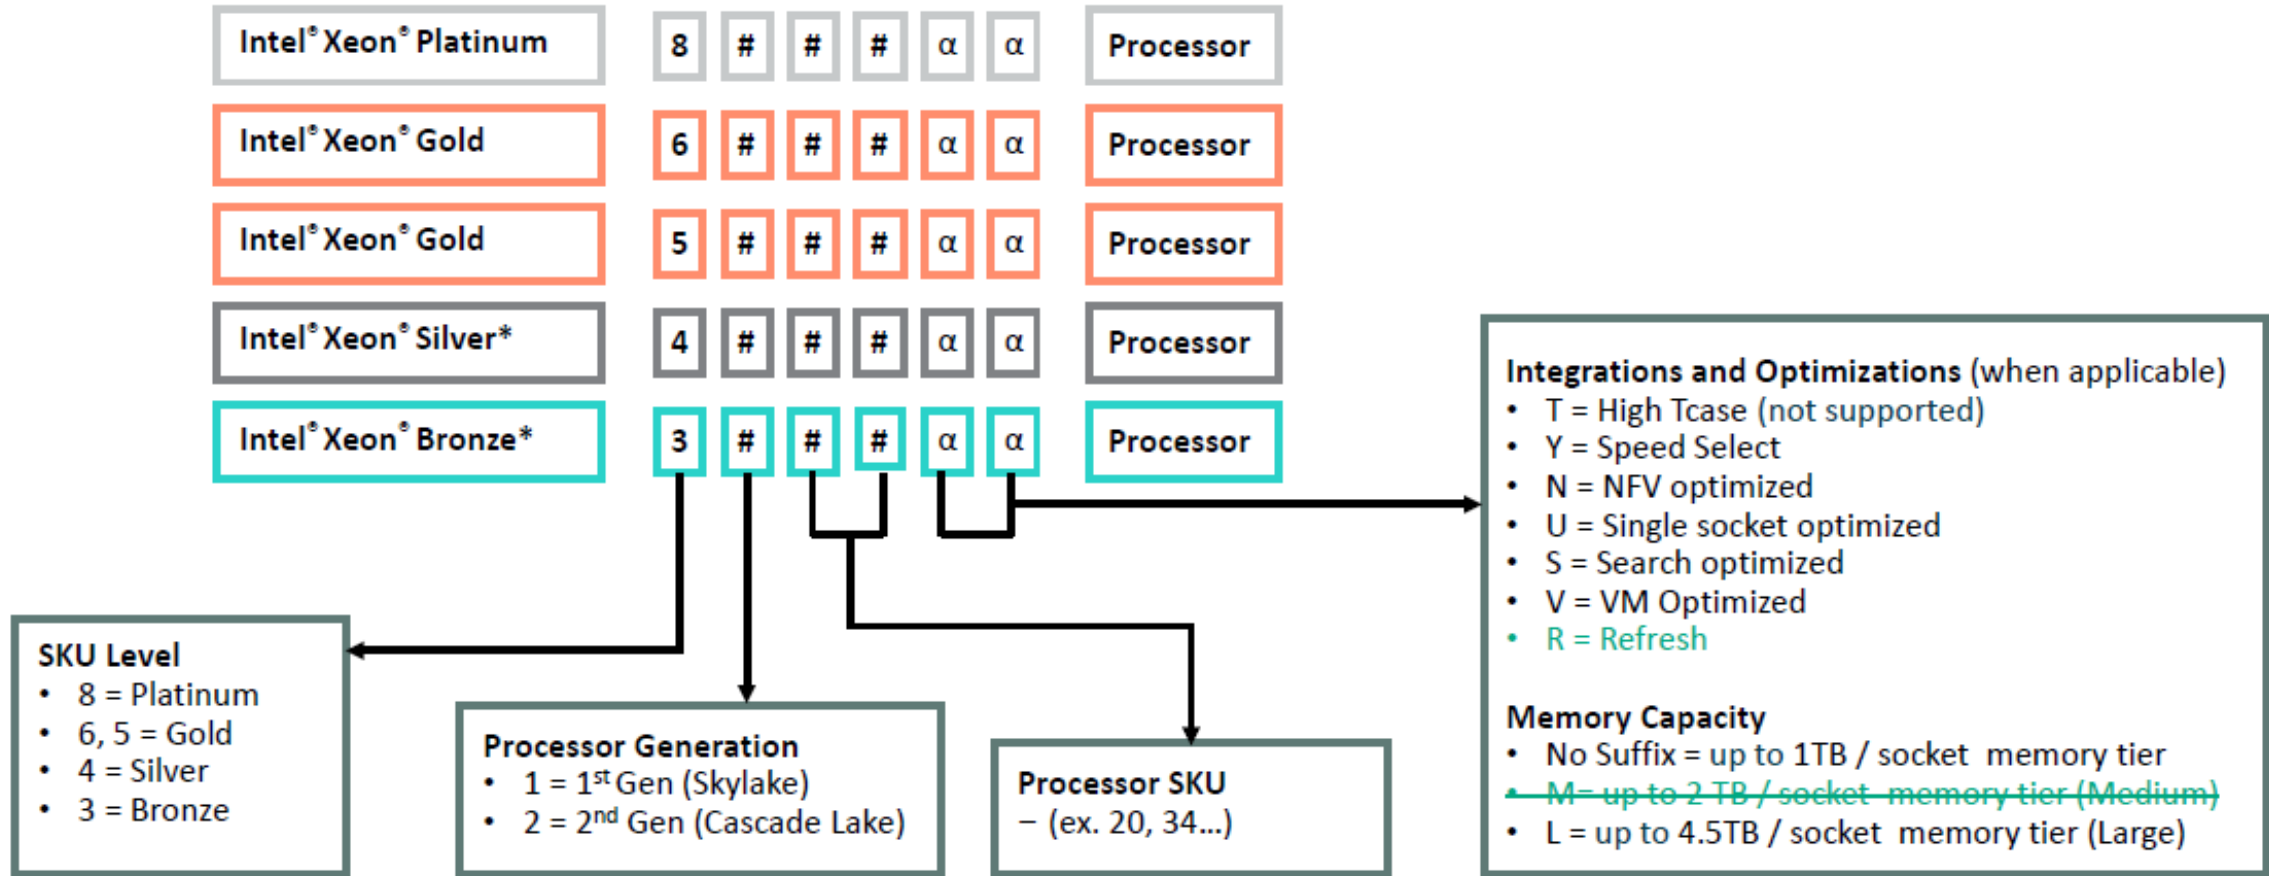 Intel® Xeon® Platinum 8 # # # α α Processor
Intel® Xeon® Gold 6 # # # α α Processor
Intel® Xeon® Gold 5 # # # α α Processor
Intel® Xeon® Silver* 4 # # # α α Processor
Intel® Xeon® Bronze* 3 # # # α α Processor
SKU Level
• 8 = Platinum
• 6, 5 = Gold
• 4 = Silver
• 3 = Bronze
Processor Generation
• 1 = 1st Gen (Skylake)
• 2 = 2nd Gen (Cascade Lake)
Processor SKU
– (ex. 20, 34...)
Integrations and Optimizations (when applicable)
• T = High Tcase (not supported)
• Y = Speed Select
• N = NFV optimized
• U = Single socket optimized
• S = Search optimized
• V = VM Optimized
• R = Refresh
Memory Capacity
• No Suffix = up to 1TB / socket memory tier
• M= up to 2 TB / socket memory tier (Medium)
• L = up to 4.5TB / socket memory tier (Large)